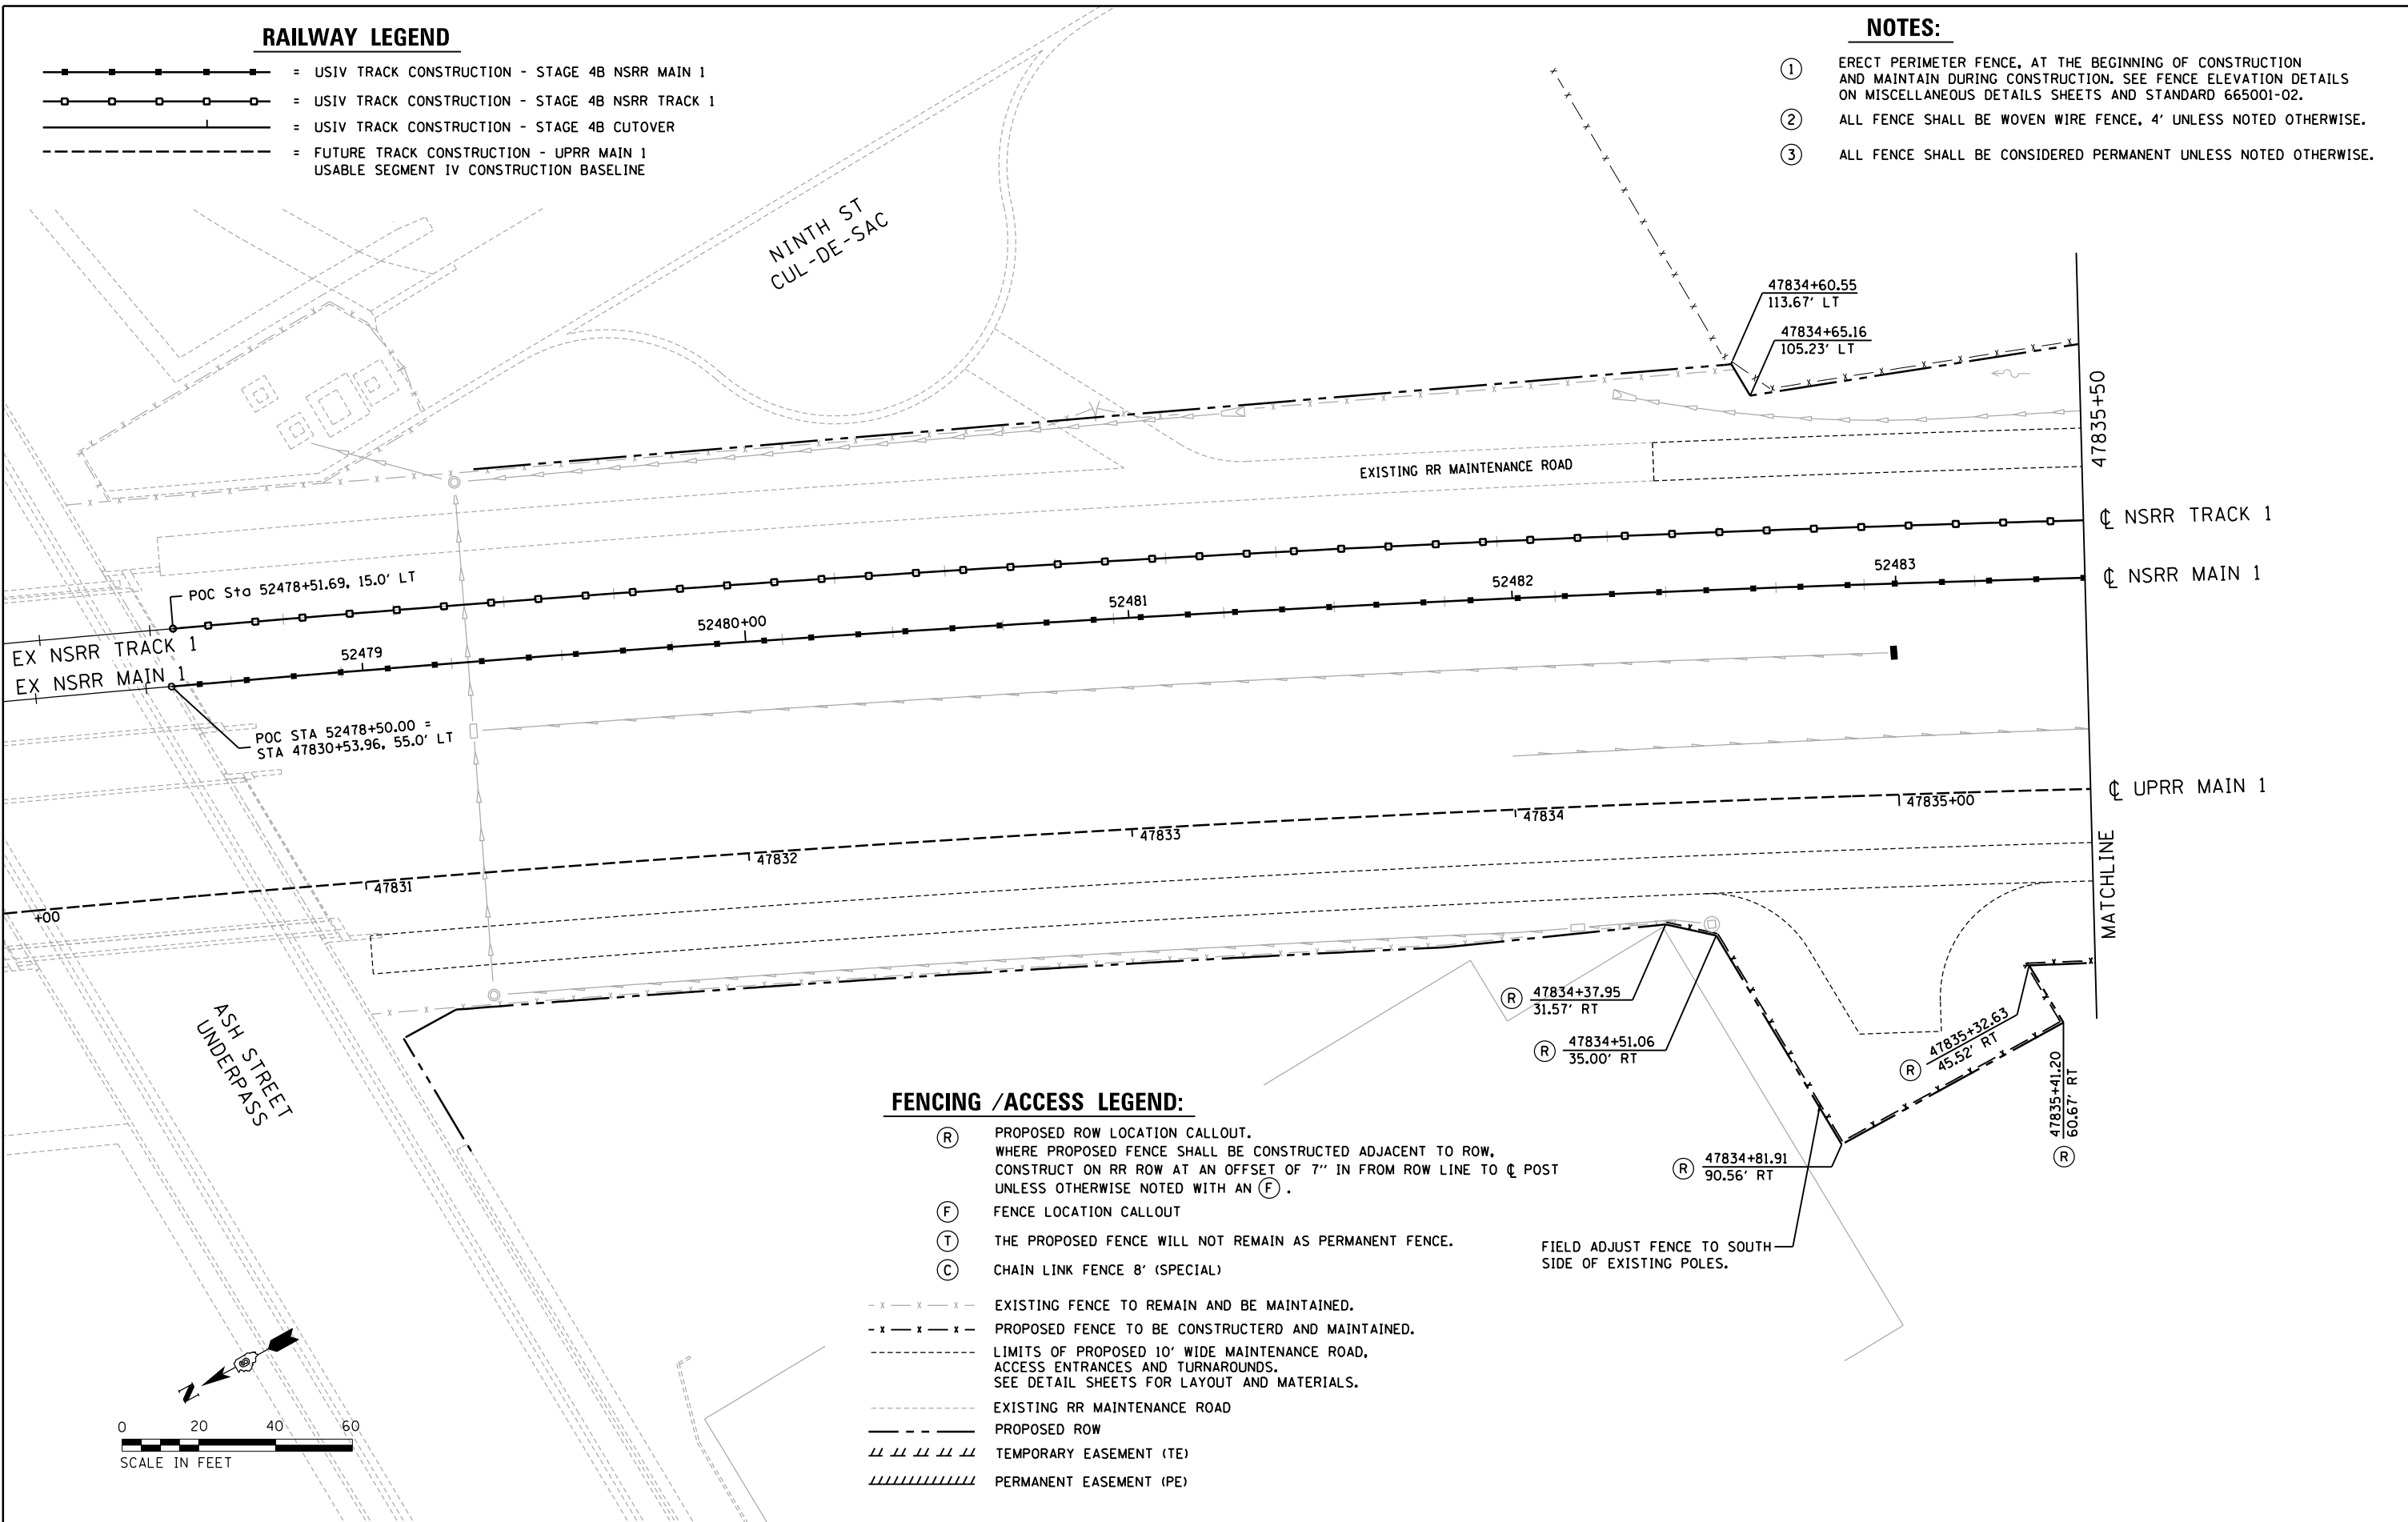 RAILWAY LEGEND
= USIV TRACK CONSTRUCTION - STAGE 4B NSRR MAIN 1
= USIV TRACK CONSTRUCTION - STAGE 4B NSRR TRACK 1
= USIV TRACK CONSTRUCTION - STAGE 4B CUTOVER
= FUTURE TRACK CONSTRUCTION - UPRR MAIN 1
USABLE SEGMENT IV CONSTRUCTION BASELINE
NOTES:
1 ERECT PERIMETER FENCE, AT THE BEGINNING OF CONSTRUCTION
AND MAINTAIN DURING CONSTRUCTION. SEE FENCE ELEVATION DETAILS
ON MISCELLANEOUS DETAILS SHEETS AND STANDARD 665001-02.
2 ALL FENCE SHALL BE WOVEN WIRE FENCE, 4' UNLESS NOTED OTHERWISE.
3 ALL FENCE SHALL BE CONSIDERED PERMANENT UNLESS NOTED OTHERWISE.
NINTH ST
CUL-DE-SAC
47834+60.55
113.67' LT
47834+65.16
105.23' LT
47835+50
EXISTING RR MAINTENANCE ROAD
℄ NSRR TRACK 1
℄ NSRR MAIN 1
POC Sta 52478+51.69, 15.0' LT
EX NSRR TRACK 1
EX NSRR MAIN 1
52479
52480+00
52481
52482
52483
POC STA 52478+50.00 =
STA 47830+53.96, 55.0' LT
℄ UPRR MAIN 1
+00
47831
47832
47833
47834
47835+00
MATCHLINE
ASH STREET
UNDERPASS
R 47834+37.95
31.57' RT
R 47834+51.06
35.00' RT
R 47835+32.63
45.52' RT
47835+41.20
60.67' RT
R
R 47834+81.91
90.56' RT
FIELD ADJUST FENCE TO SOUTH
SIDE OF EXISTING POLES.
FENCING /ACCESS LEGEND:
R PROPOSED ROW LOCATION CALLOUT.
WHERE PROPOSED FENCE SHALL BE CONSTRUCTED ADJACENT TO ROW,
CONSTRUCT ON RR ROW AT AN OFFSET OF 7'' IN FROM ROW LINE TO ℄ POST
UNLESS OTHERWISE NOTED WITH AN F .
F FENCE LOCATION CALLOUT
T THE PROPOSED FENCE WILL NOT REMAIN AS PERMANENT FENCE.
C CHAIN LINK FENCE 8' (SPECIAL)
EXISTING FENCE TO REMAIN AND BE MAINTAINED.
PROPOSED FENCE TO BE CONSTRUCTERD AND MAINTAINED.
LIMITS OF PROPOSED 10' WIDE MAINTENANCE ROAD,
ACCESS ENTRANCES AND TURNAROUNDS.
SEE DETAIL SHEETS FOR LAYOUT AND MATERIALS.
EXISTING RR MAINTENANCE ROAD
PROPOSED ROW
TEMPORARY EASEMENT (TE)
PERMANENT EASEMENT (PE)
N
0 20 40 60
SCALE IN FEET